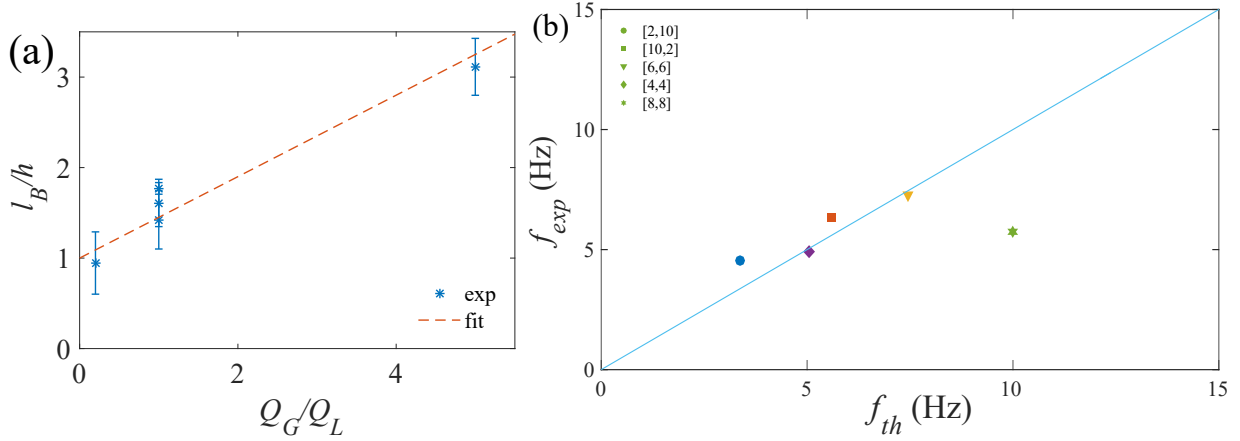 (a)
3
2
1
0
l_B/h
0
2
4
Q_G/Q_L
exp
fit
(b)
[2,10]
[10,2]
[6,6]
[4,4]
[8,8]
15
10
5
0
f_exp (Hz)
0
5
10
15
f_th (Hz)